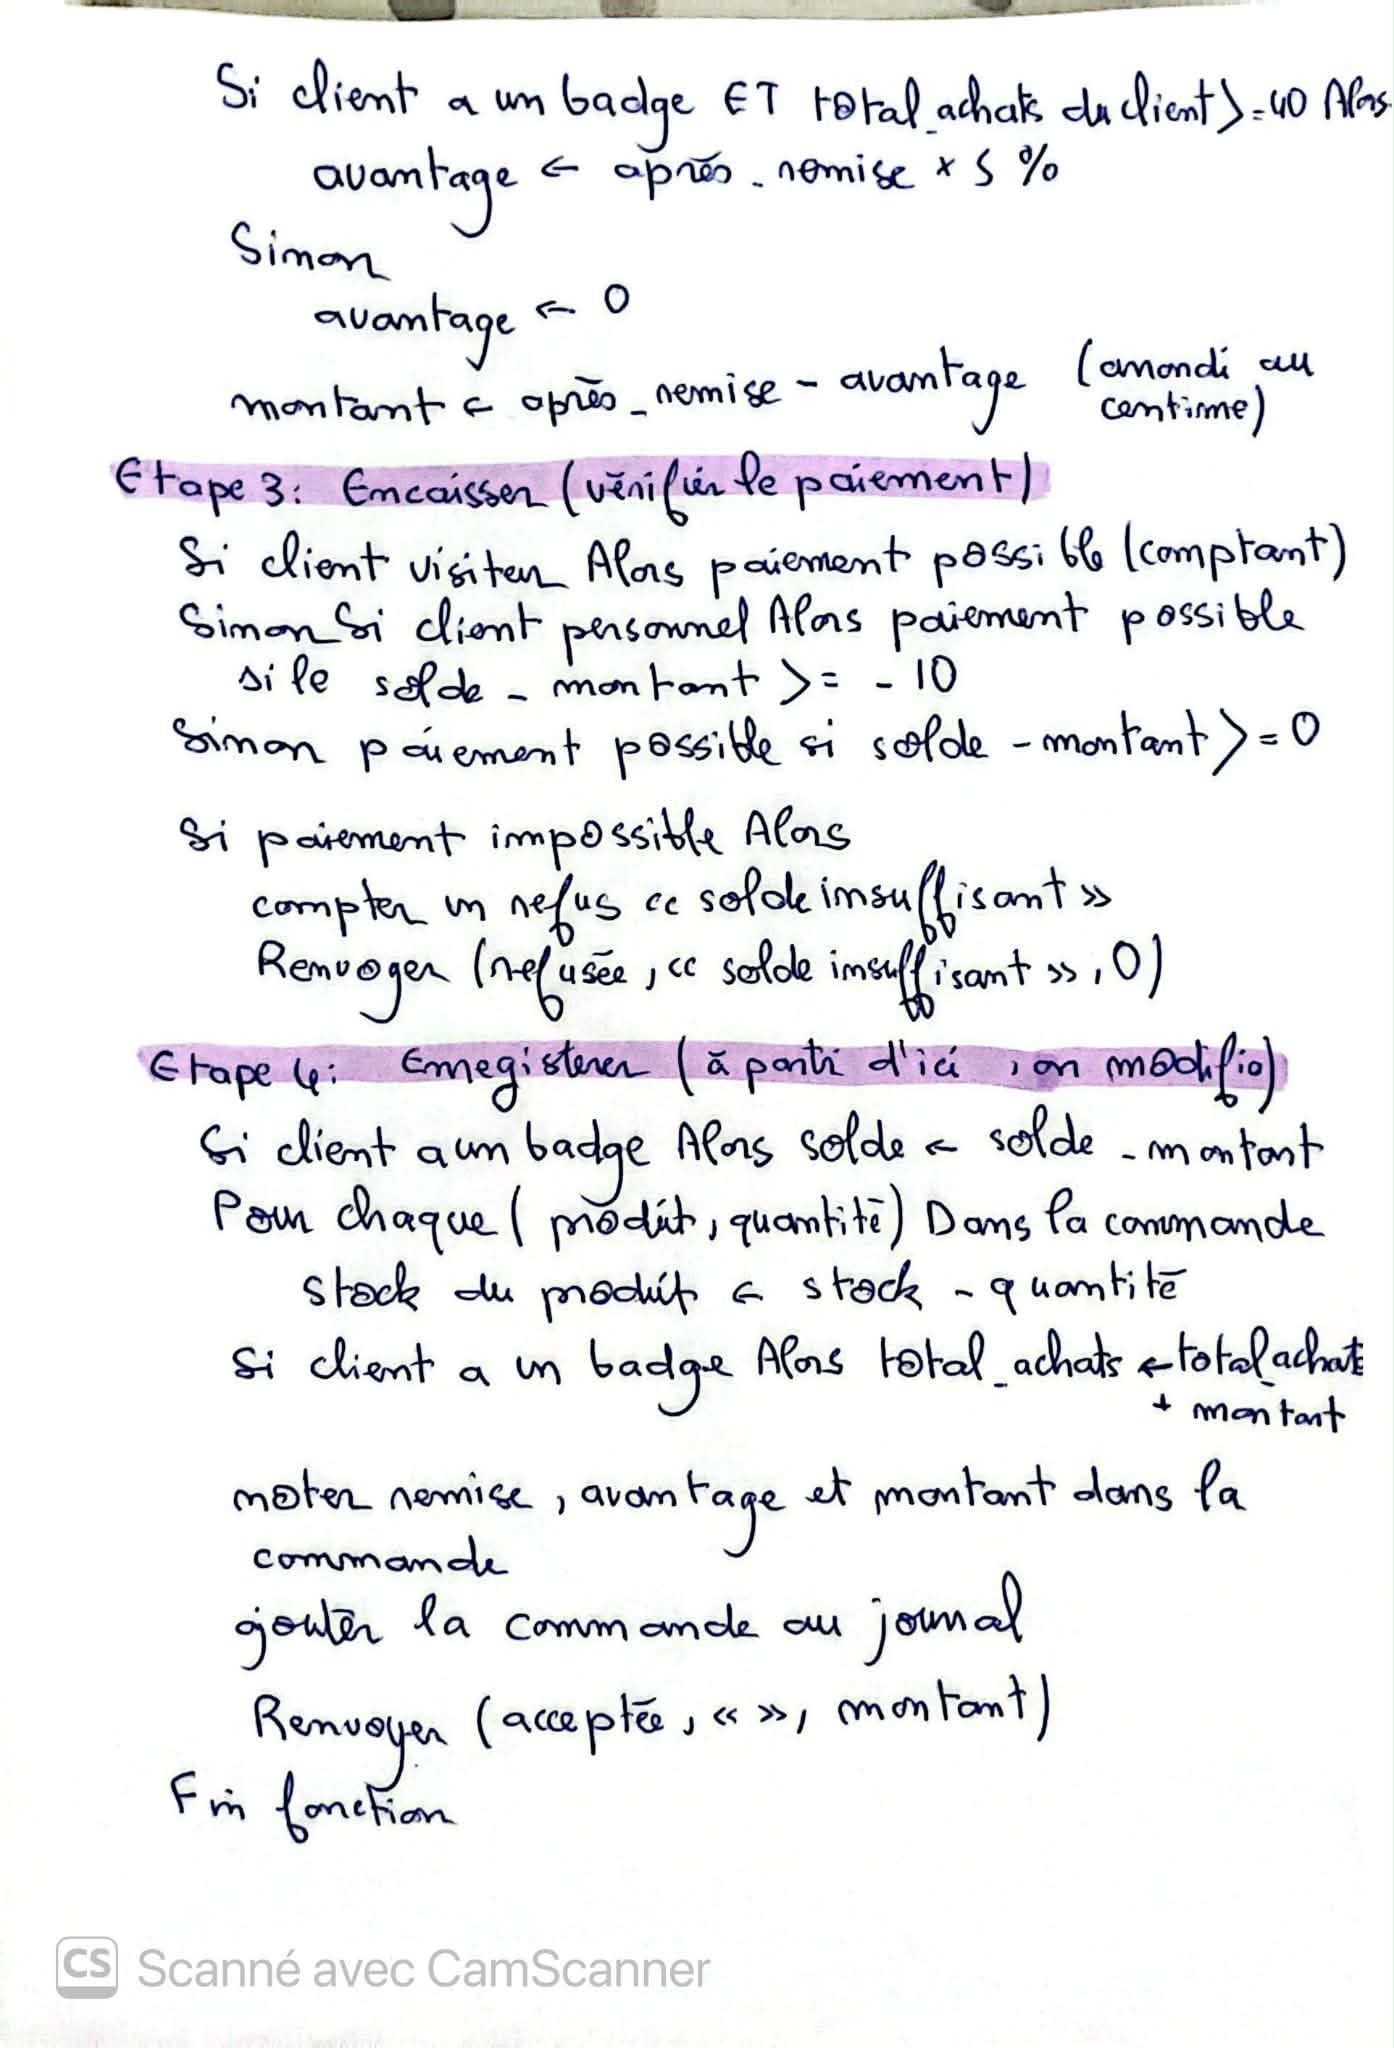 Si client a un badge ET total_achats du client >= 40 Alors
avantage ← après_remise x 5 %
Sinon
avantage ← 0
montant ← après_remise - avantage (arrondi au
centime)
Etape 3: Encaisser (vérifier le paiement)
Si client visiteur Alors paiement possible (comptant)
Sinon Si client personnel Alors paiement possible
si le solde - montant >= -10
Sinon paiement possible si solde - montant >= 0
Si paiement impossible Alors
compter un refus « solde insuffisant »
Renvoyer (refusée, « solde insuffisant », 0)
Etape 4: Enregisterer (à parti d'ici, on modifie)
Si client a un badge Alors solde ← solde - montant
Pour chaque (produit, quantité) Dans la commande
stock du produit ← stock - quantité
Si client a un badge Alors total_achats ← total_achats
+ montant
noter remise, avantage et montant dans la
commande
ajouter la commande au journal
Renvoyer (acceptée, « », montant)
Fin fonction
CS Scanné avec CamScanner